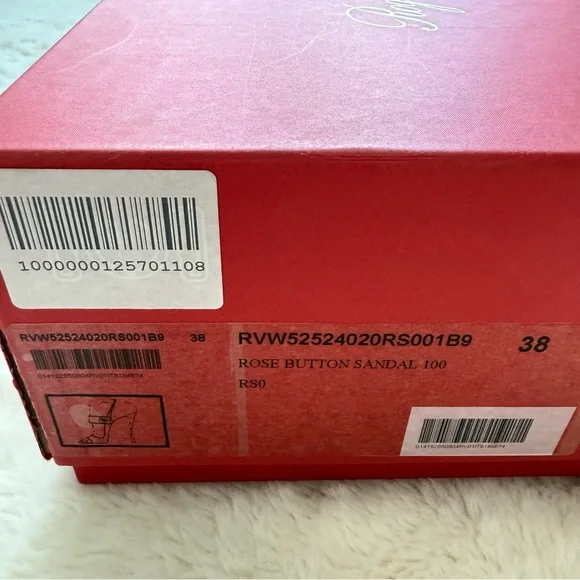 1000000125701108
RVW52524020RS001B9 38
RVW52524020RS001B9 38
ROSE BUTTON SANDAL 100
RS0